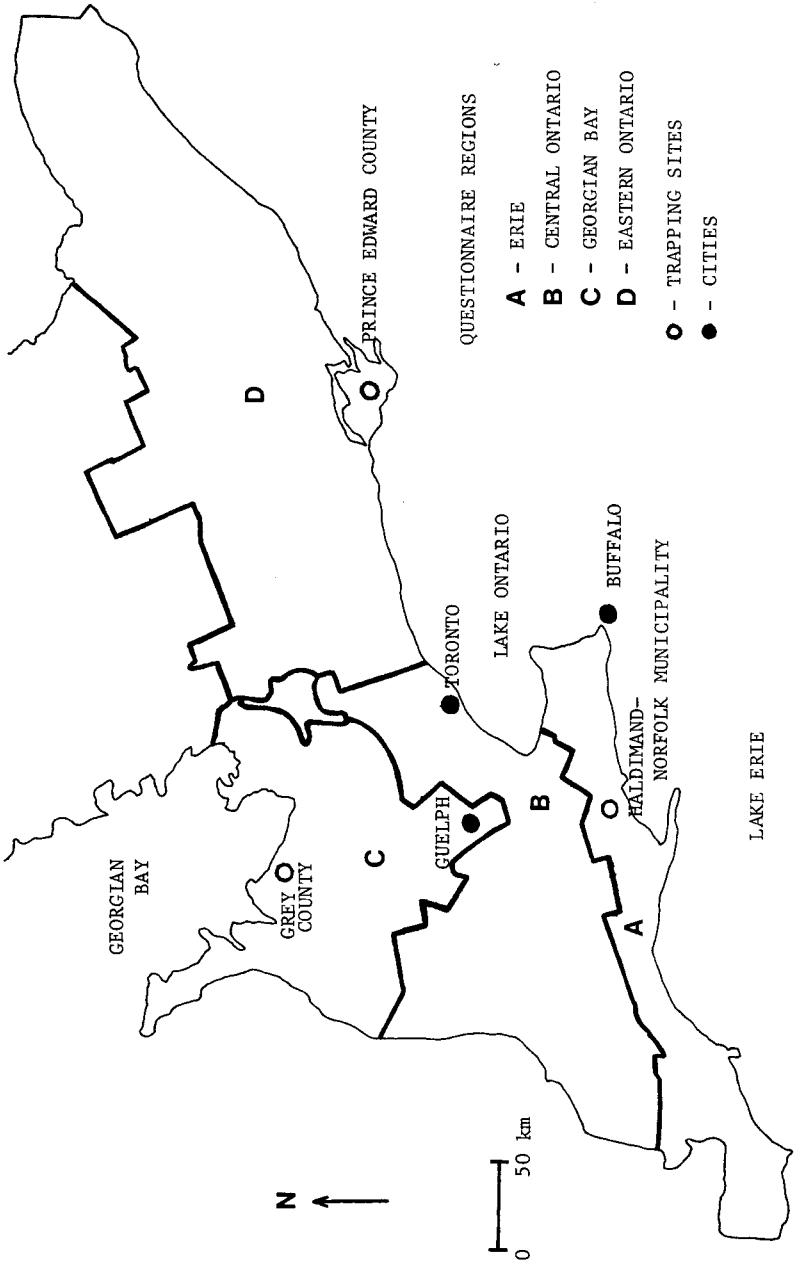 GEORGIAN
BAY
GREY
COUNTY
C
GUELPH
B
A
HALDIMAND-
NORFOLK MUNICIPALITY
LAKE ERIE
TORONTO
LAKE ONTARIO
BUFFALO
D
PRINCE EDWARD COUNTY
N
0 50 km
QUESTIONNAIRE REGIONS
A - ERIE
B - CENTRAL ONTARIO
C - GEORGIAN BAY
D - EASTERN ONTARIO
O - TRAPPING SITES
● - CITIES